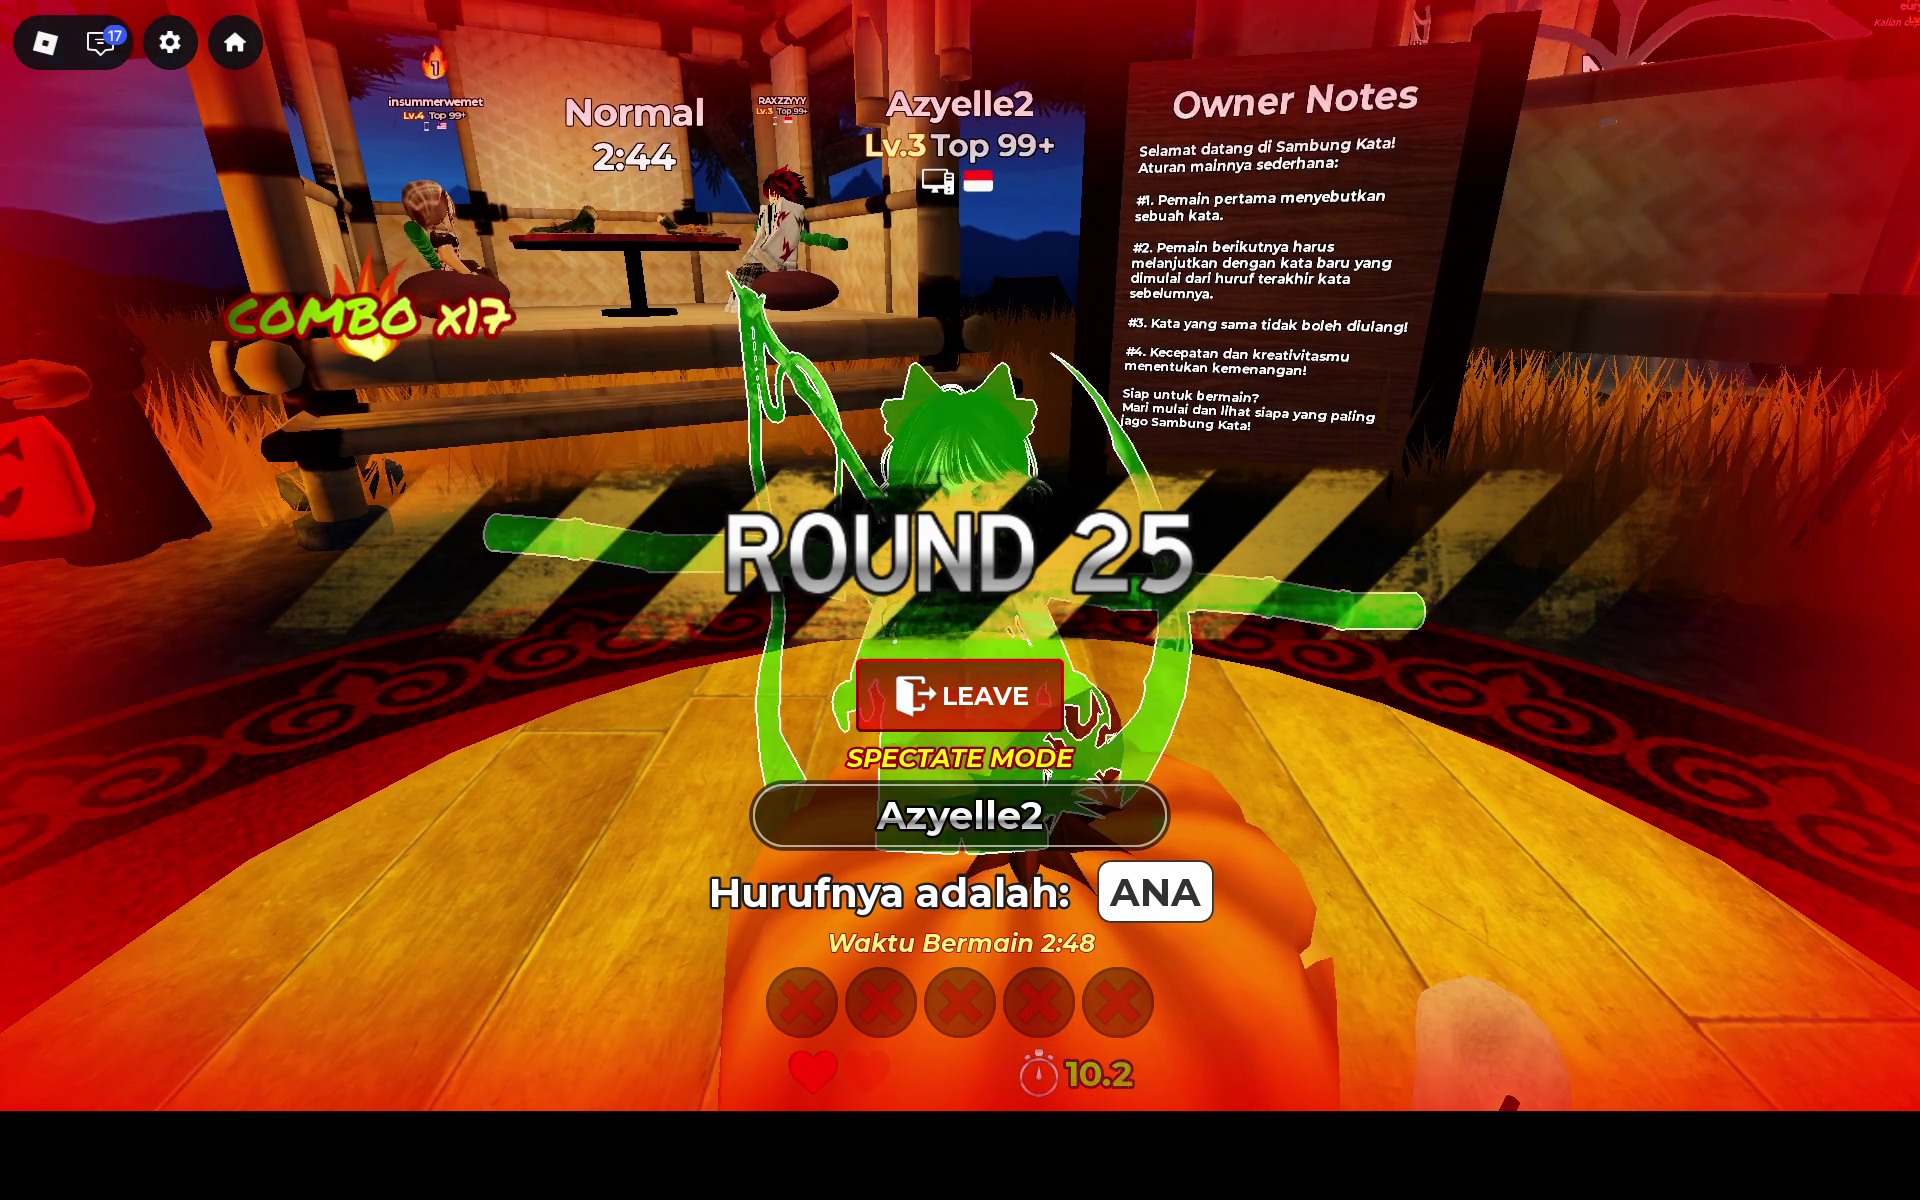 17
1
insummerwemet
Lv.4 Top 99+
Normal
2:44
RAXZZYYY
Lv.3 Top 99+
Azyelle2
Lv.3 Top 99+
Owner Notes
Selamat datang di Sambung Kata!
Aturan mainnya sederhana:
#1. Pemain pertama menyebutkan
sebuah kata.
#2. Pemain berikutnya harus
melanjutkan dengan kata baru yang
dimulai dari huruf terakhir kata
sebelumnya.
#3. Kata yang sama tidak boleh diulang!
#4. Kecepatan dan kreativitasmu
menentukan kemenangan!
Siap untuk bermain?
Mari mulai dan lihat siapa yang paling
jago Sambung Kata!
COMBO x17
ROUND 25
LEAVE
SPECTATE MODE
Azyelle2
Hurufnya adalah: ANA
Waktu Bermain 2:48
10.2